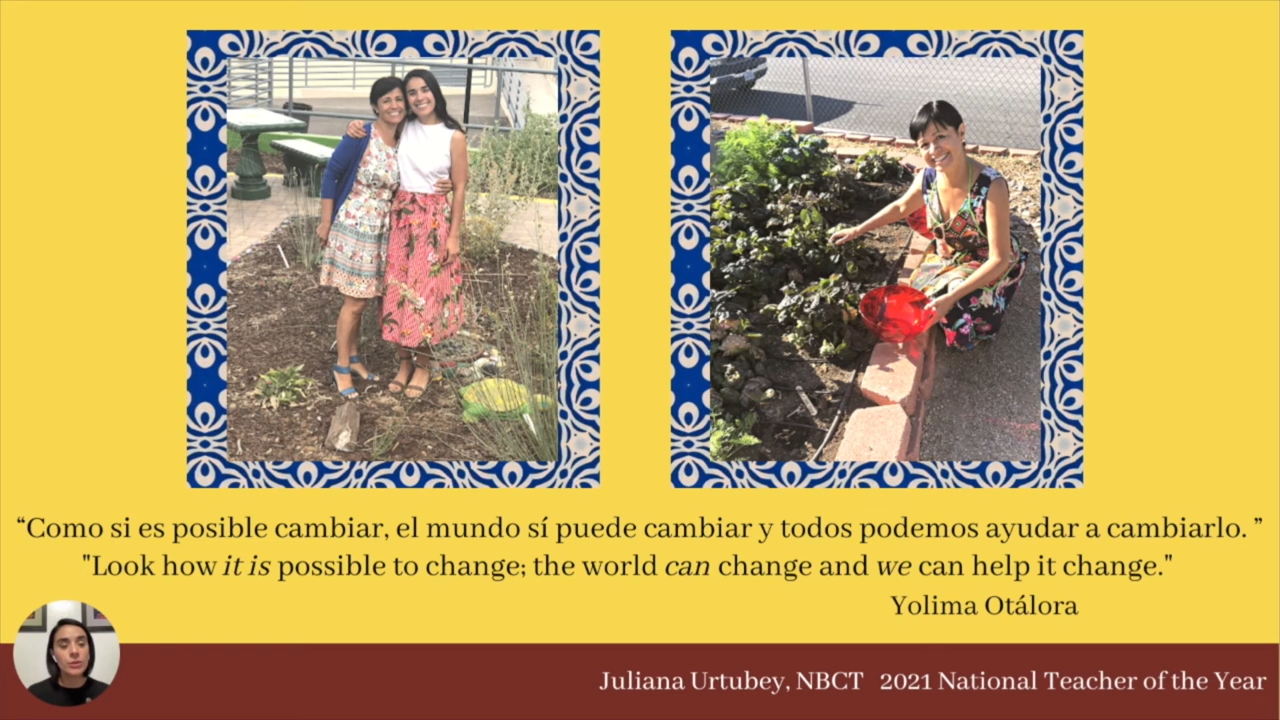 “Como si es posible cambiar, el mundo sí puede cambiar y todos podemos ayudar a cambiarlo. ”
"Look how it is possible to change; the world can change and we can help it change."
Yolima Otálora
Juliana Urtubey, NBCT 2021 National Teacher of the Year